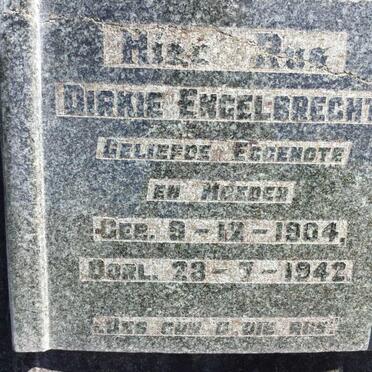 HIER RUS
DIRKIE ENGELBRECHT
GELIEFDE EGGENOTE
EN MOEDER
GEB. 9-12-1904.
OORL. 28-7-1942